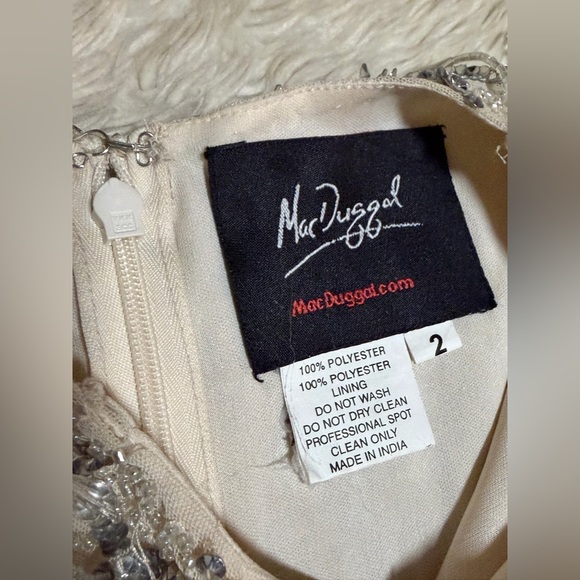 MacDuggal
MacDuggal.com
2
100% POLYESTER
100% POLYESTER
LINING
DO NOT WASH
DO NOT DRY CLEAN
PROFESSIONAL SPOT
CLEAN ONLY
MADE IN INDIA